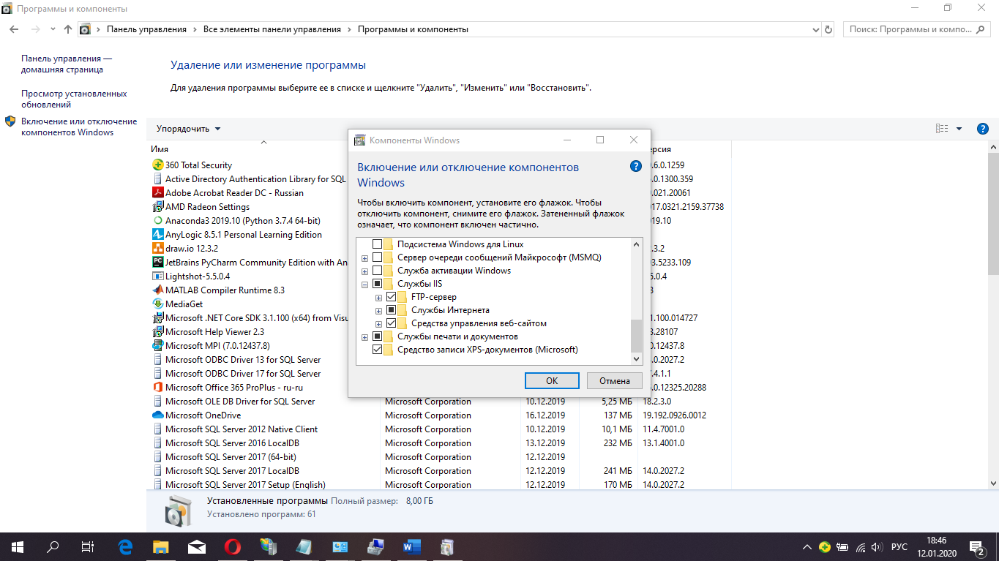 Программы и компоненты
Панель управления
Все элементы панели управления
Программы и компоненты
Поиск: Программы и компо...
Панель управления —
домашняя страница
Просмотр установленных
обновлений
Включение или отключение
компонентов Windows
Удаление или изменение программы
Для удаления программы выберите ее в списке и щелкните "Удалить", "Изменить" или "Восстановить".
Упорядочить
Имя
ерсия
360 Total Security
.6.0.1259
Active Directory Authentication Library for SQL
.0.1300.359
Adobe Acrobat Reader DC - Russian
.021.20061
AMD Radeon Settings
017.0321.2159.37738
Anaconda3 2019.10 (Python 3.7.4 64-bit)
019.10
AnyLogic 8.5.1 Personal Learning Edition
draw.io 12.3.2
.3.2
JetBrains PyCharm Community Edition with An
03.5233.109
Lightshot-5.5.0.4
.5.0.4
MATLAB Compiler Runtime 8.3
3
MediaGet
Microsoft .NET Core SDK 3.1.100 (x64) from Visu
.1.100.014727
Microsoft Help Viewer 2.3
3.28107
Microsoft MPI (7.0.12437.8)
.0.12437.8
Microsoft ODBC Driver 13 for SQL Server
.0.2027.2
Microsoft ODBC Driver 17 for SQL Server
.4.1.1
Microsoft Office 365 ProPlus - ru-ru
.0.12325.20288
Microsoft OLE DB Driver for SQL Server Microsoft Corporation 10.12.2019 5,25 МБ 18.2.3.0
Microsoft OneDrive Microsoft Corporation 16.12.2019 137 МБ 19.192.0926.0012
Microsoft SQL Server 2012 Native Client Microsoft Corporation 10.12.2019 10,1 МБ 11.4.7001.0
Microsoft SQL Server 2016 LocalDB Microsoft Corporation 13.12.2019 232 МБ 13.1.4001.0
Microsoft SQL Server 2017 (64-bit) Microsoft Corporation 12.12.2019
Microsoft SQL Server 2017 LocalDB Microsoft Corporation 12.12.2019 241 МБ 14.0.2027.2
Microsoft SQL Server 2017 Setup (English) Microsoft Corporation 12.12.2019 170 МБ 14.0.2027.2
Компоненты Windows
Включение или отключение компонентов
Windows
Чтобы включить компонент, установите его флажок. Чтобы
отключить компонент, снимите его флажок. Затененный флажок
означает, что компонент включен частично.
Подсистема Windows для Linux
Сервер очереди сообщений Майкрософт (MSMQ)
Служба активации Windows
Службы IIS
FTP-сервер
Службы Интернета
Средства управления веб-сайтом
Службы печати и документов
Средство записи XPS-документов (Microsoft)
ОК
Отмена
Установленные программы Полный размер: 8,00 ГБ
Установлено программ: 61
РУС
18:46
12.01.2020
2